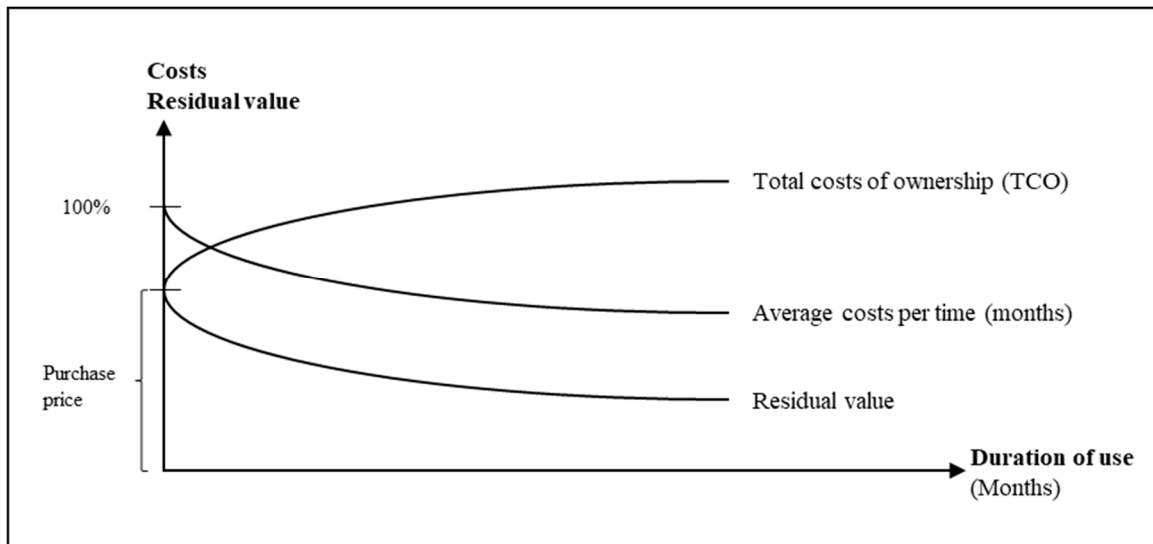 Costs
Residual value
Total costs of ownership (TCO)
100%
Average costs per time (months)
Purchase
price
Residual value
Duration of use
(Months)